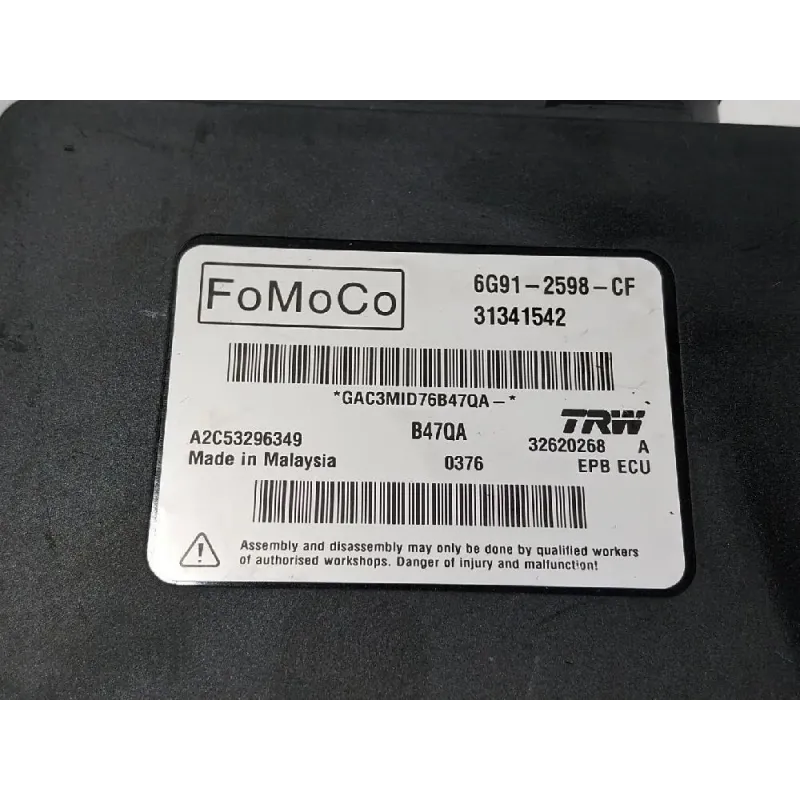 FoMoCo
6G91-2598-CF
31341542
*GAC3MID76B47QA-*
A2C53296349
B47QA
TRW
32620268 A
Made in Malaysia
0376
EPB ECU
Assembly and disassembly may only be done by qualified workers
of authorised workshops. Danger of injury and malfunction!